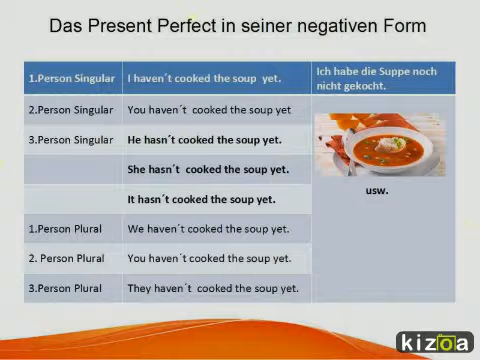 Das Present Perfect in seiner negativen Form
1.Person Singular I haven´t cooked the soup yet. Ich habe die Suppe noch
nicht gekocht.
2.Person Singular You haven´t cooked the soup yet
3.Person Singular He hasn´t cooked the soup yet.
She hasn´t cooked the soup yet.
usw.
It hasn´t cooked the soup yet.
1.Person Plural We haven´t cooked the soup yet.
2. Person Plural You haven´t cooked the soup yet.
3.Person Plural They haven´t cooked the soup yet.
kizoa